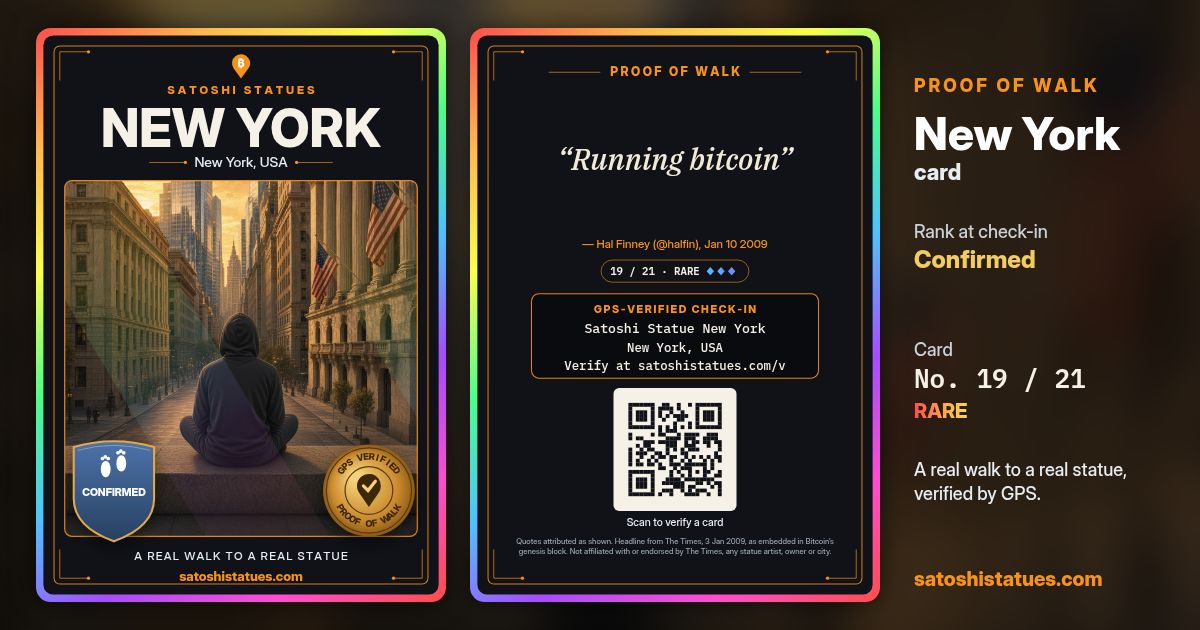 SATOSHI STATUES
NEW YORK
New York, USA
CONFIRMED
GPS VERIFIED
PROOF OF WALK
A REAL WALK TO A REAL STATUE
satoshistatues.com
PROOF OF WALK
“Running bitcoin”
— Hal Finney (@halfin), Jan 10 2009
19 / 21 · RARE
GPS-VERIFIED CHECK-IN
Satoshi Statue New York
New York, USA
Verify at satoshistatues.com/v
Scan to verify a card
Quotes attributed as shown. Headline from The Times, 3 Jan 2009, as embedded in Bitcoin's
genesis block. Not affiliated with or endorsed by The Times, any statue artist, owner or city.
PROOF OF WALK
New York
card
Rank at check-in
Confirmed
Card
No. 19 / 21
RARE
A real walk to a real statue,
verified by GPS.
satoshistatues.com